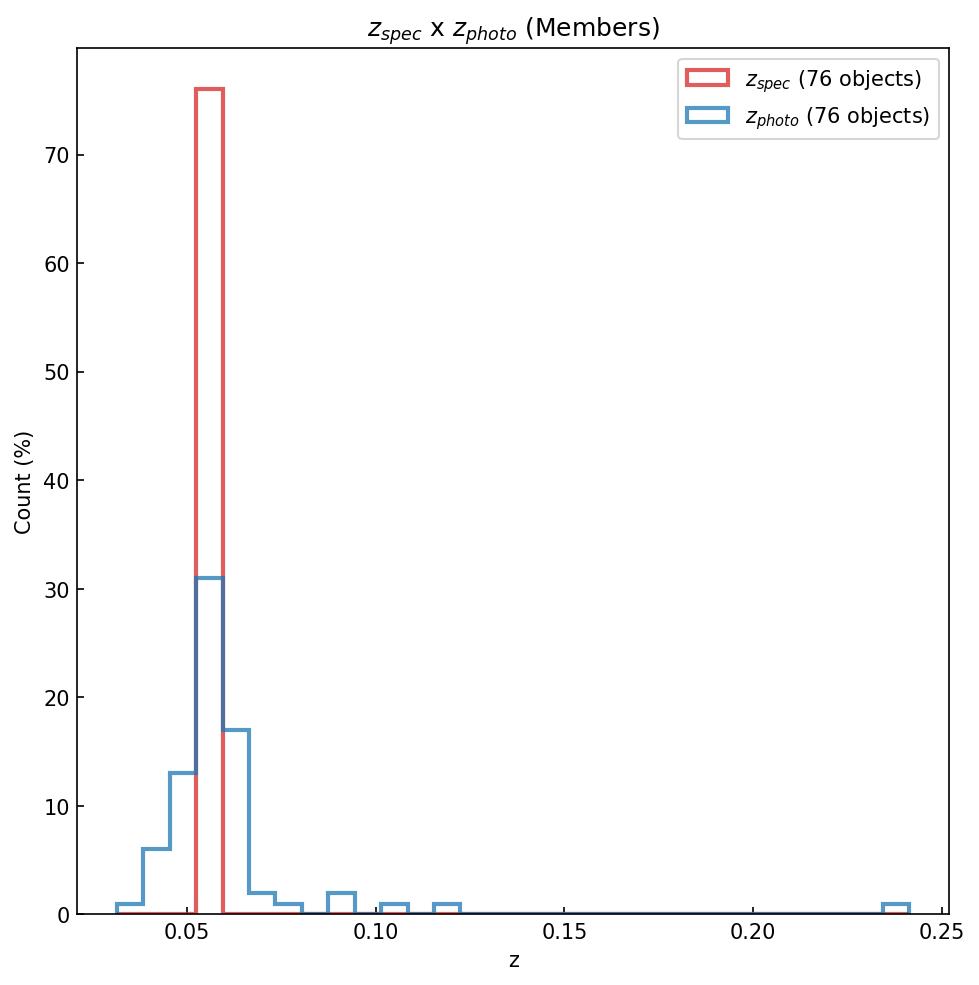 z_spec x z_photo (Members)
z_spec (76 objects)
z_photo (76 objects)
Count (%)
70
60
50
40
30
20
10
0
0.05 0.10 0.15 0.20 0.25
z